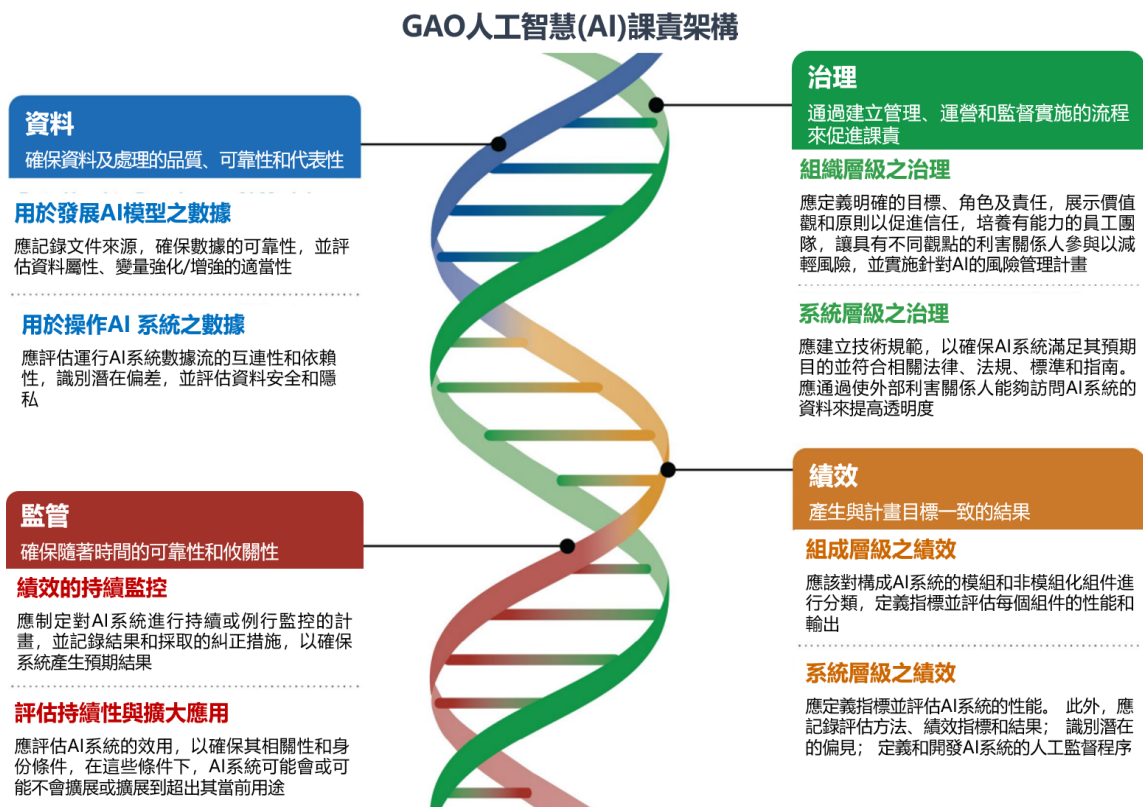 GAO人工智慧(AI)課責架構
資料
確保資料及處理的品質、可靠性和代表性
用於發展AI模型之數據
應記錄文件來源，確保數據的可靠性，並評
估資料屬性、變量強化/增強的適當性
用於操作AI 系統之數據
應評估運行AI系統數據流的互連性和依賴
性，識別潛在偏差，並評估資料安全和隱
私
治理
通過建立管理、運營和監督實施的流程
來促進課責
組織層級之治理
應定義明確的目標、角色及責任，展示價值
觀和原則以促進信任，培養有能力的員工團
隊，讓具有不同觀點的利害關係人參與以減
輕風險，並實施針對AI的風險管理計畫
系統層級之治理
應建立技術規範，以確保AI系統滿足其預期
目的並符合相關法律、法規、標準和指南。
應通過使外部利害關係人能夠訪問AI系統的
資料來提高透明度
監管
確保隨著時間的可靠性和攸關性
績效的持續監控
應制定對AI系統進行持續或例行監控的計
畫，並記錄結果和採取的糾正措施，以確保
系統產生預期結果
評估持續性與擴大應用
應評估AI系統的效用，以確保其相關性和身
份條件，在這些條件下，AI系統可能會或可
能不會擴展或擴展到超出其當前用途
績效
產生與計畫目標一致的結果
組成層級之績效
應該對構成AI系統的模組和非模組化組件進
行分類，定義指標並評估每個組件的性能和
輸出
系統層級之績效
應定義指標並評估AI系統的性能。 此外，應
記錄評估方法、績效指標和結果； 識別潛在
的偏見； 定義和開發AI系統的人工監督程序